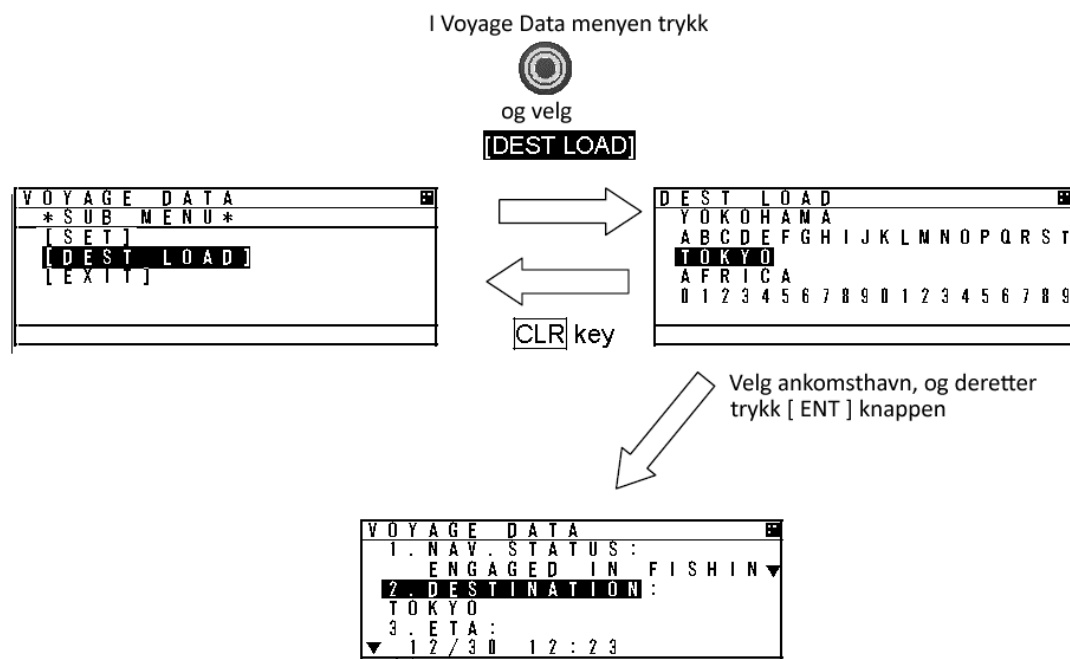 I Voyage Data menyen trykk
og velg
[DEST LOAD]
VOYAGE DATA
*SUB MENU*
[SET]
[DEST LOAD]
[EXIT]
DEST LOAD
YOKOHAMA
ABCDEFGHIJKLMNOPQRST
TOKYO
AFRICA
01234567890123456789
CLR key
Velg ankomsthavn, og deretter
trykk [ ENT ] knappen
VOYAGE DATA
1.NAV.STATUS:
ENGAGED IN FISHIN
2.DESTINATION:
TOKYO
3.ETA:
12/30 12:23